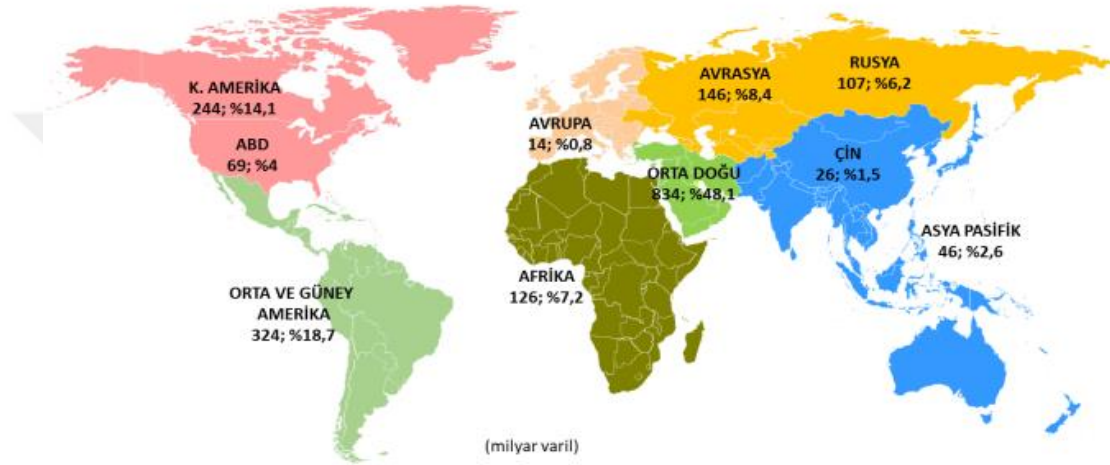 K. AMERİKA
244; %14,1
ABD
69; %4
ORTA VE GÜNEY
AMERİKA
324; %18,7
AVRUPA
14; %0,8
AFRİKA
126; %7,2
ORTA DOĞU
834; %48,1
AVRASYA
146; %8,4
RUSYA
107; %6,2
ÇİN
26; %1,5
ASYA PASİFİK
46; %2,6
(milyar varil)